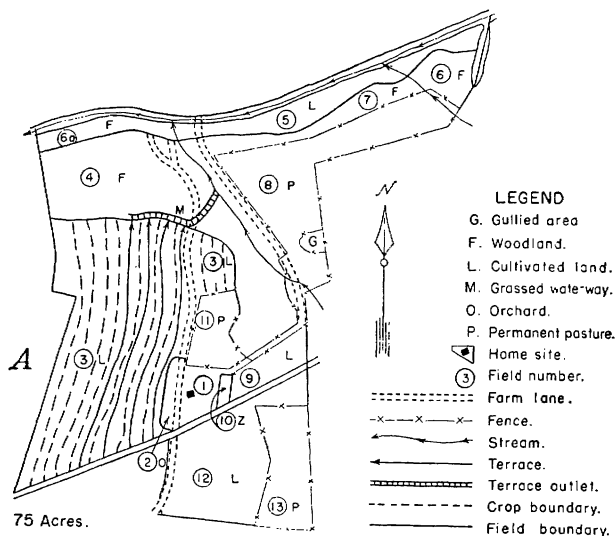 6 F
5 L
7 F
F
6a
4 F
8 P
M
G
3 L
11 P
A
3 L
L
1
9
10 Z
2 O
12 L
13 P
75 Acres.
N
LEGEND
G. Gullied area
F. Woodland.
L. Cultivated land.
M. Grassed wate-way.
O. Orchard.
P. Permanent pasture.
Home site.
3 Field number.
Farm lane.
Fence.
Stream.
Terrace.
Terrace outlet.
Crop boundary.
Field boundary.